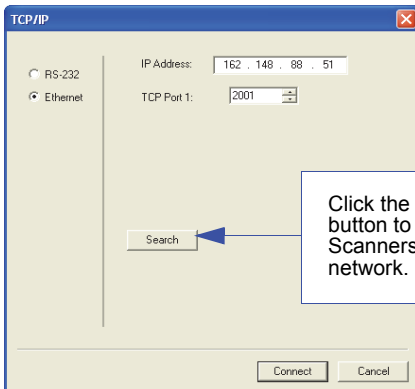 TCP/IP
RS-232
Ethernet
IP Address: 162 . 148 . 88 . 51
TCP Port 1: 2001
Search
Click the
button to
Scanners
network.
Connect Cancel